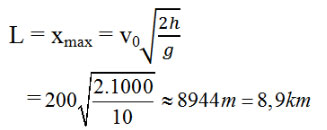 L = x_max = v_0 √(2h/g)
= 200 √(2.1000/10) ≈ 8944m = 8,9km